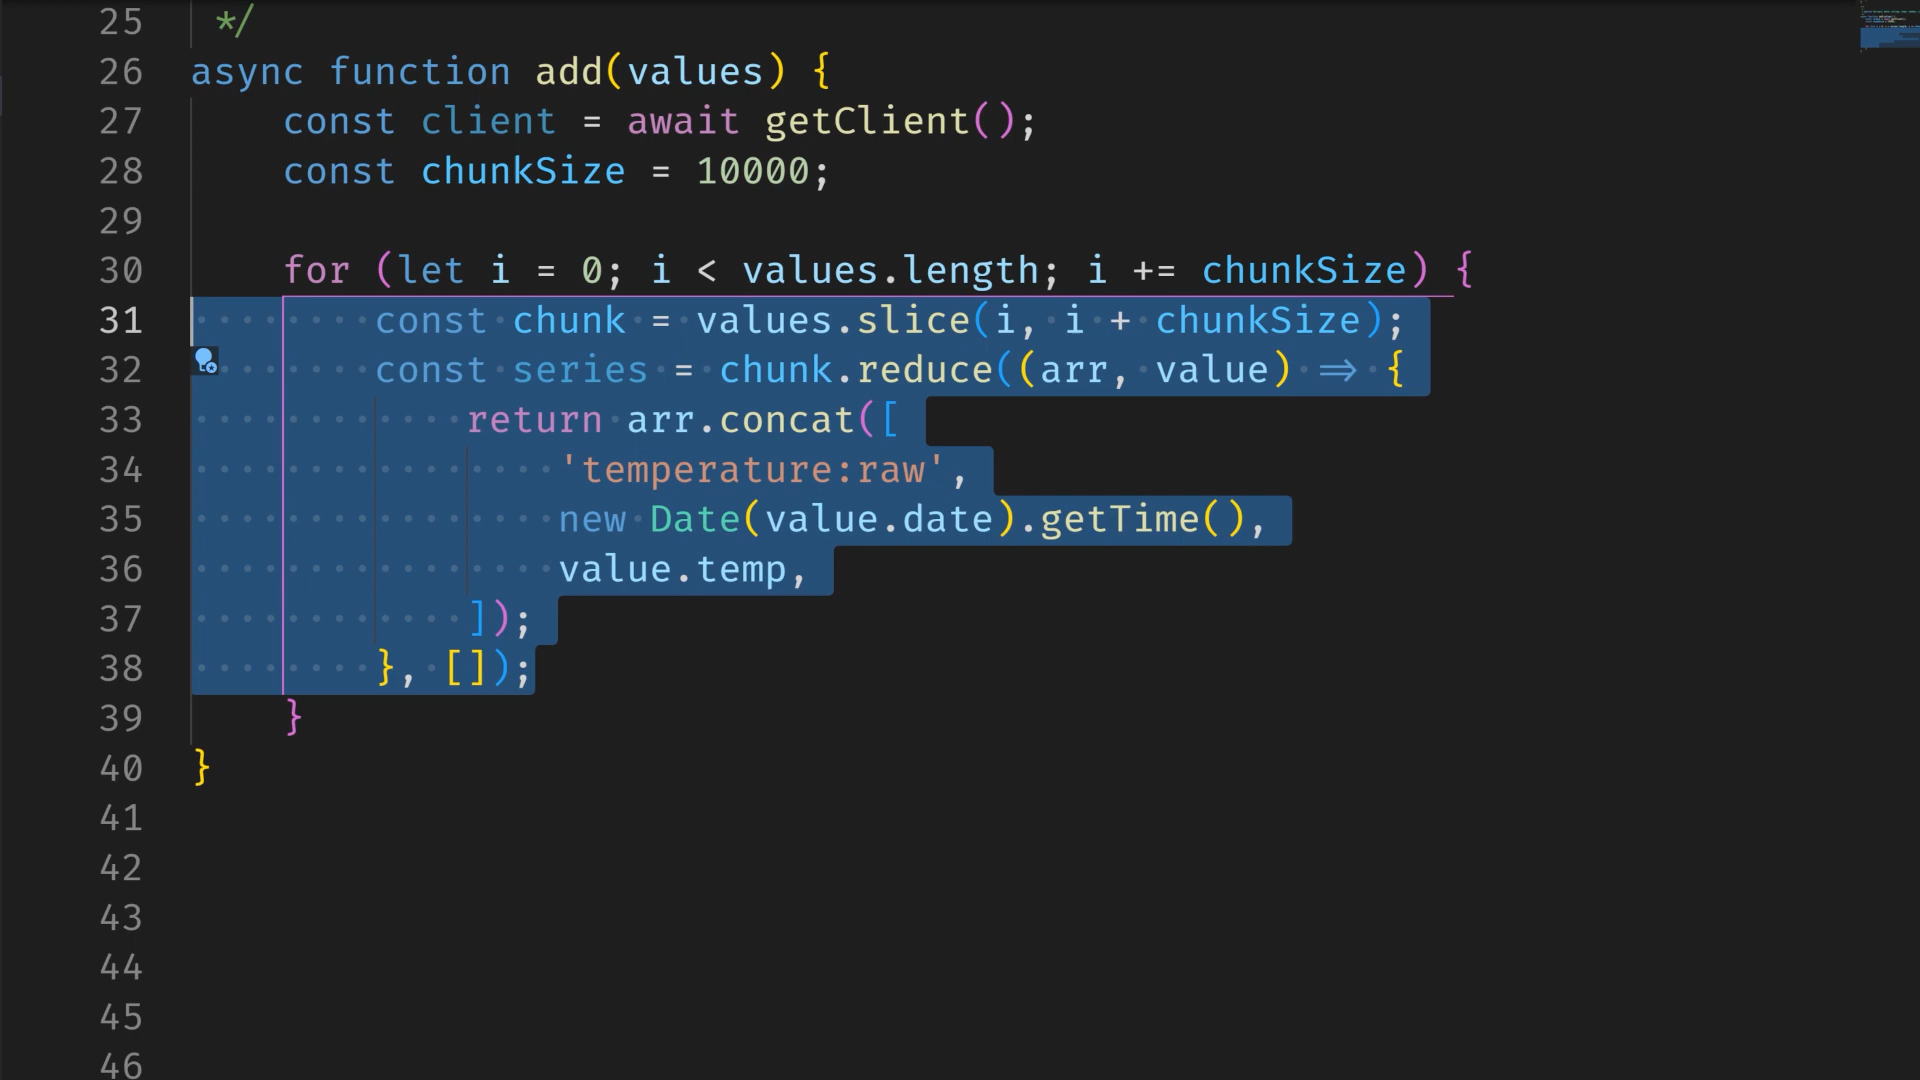 25 */
26 async function add(values) {
27 const client = await getClient();
28 const chunkSize = 10000;
29
30 for (let i = 0; i < values.length; i += chunkSize) {
31 const chunk = values.slice(i, i + chunkSize);
32 const series = chunk.reduce((arr, value) => {
33 return arr.concat([
34 'temperature:raw',
35 new Date(value.date).getTime(),
36 value.temp,
37 ]);
38 }, []);
39 }
40 }
41
42
43
44
45
46